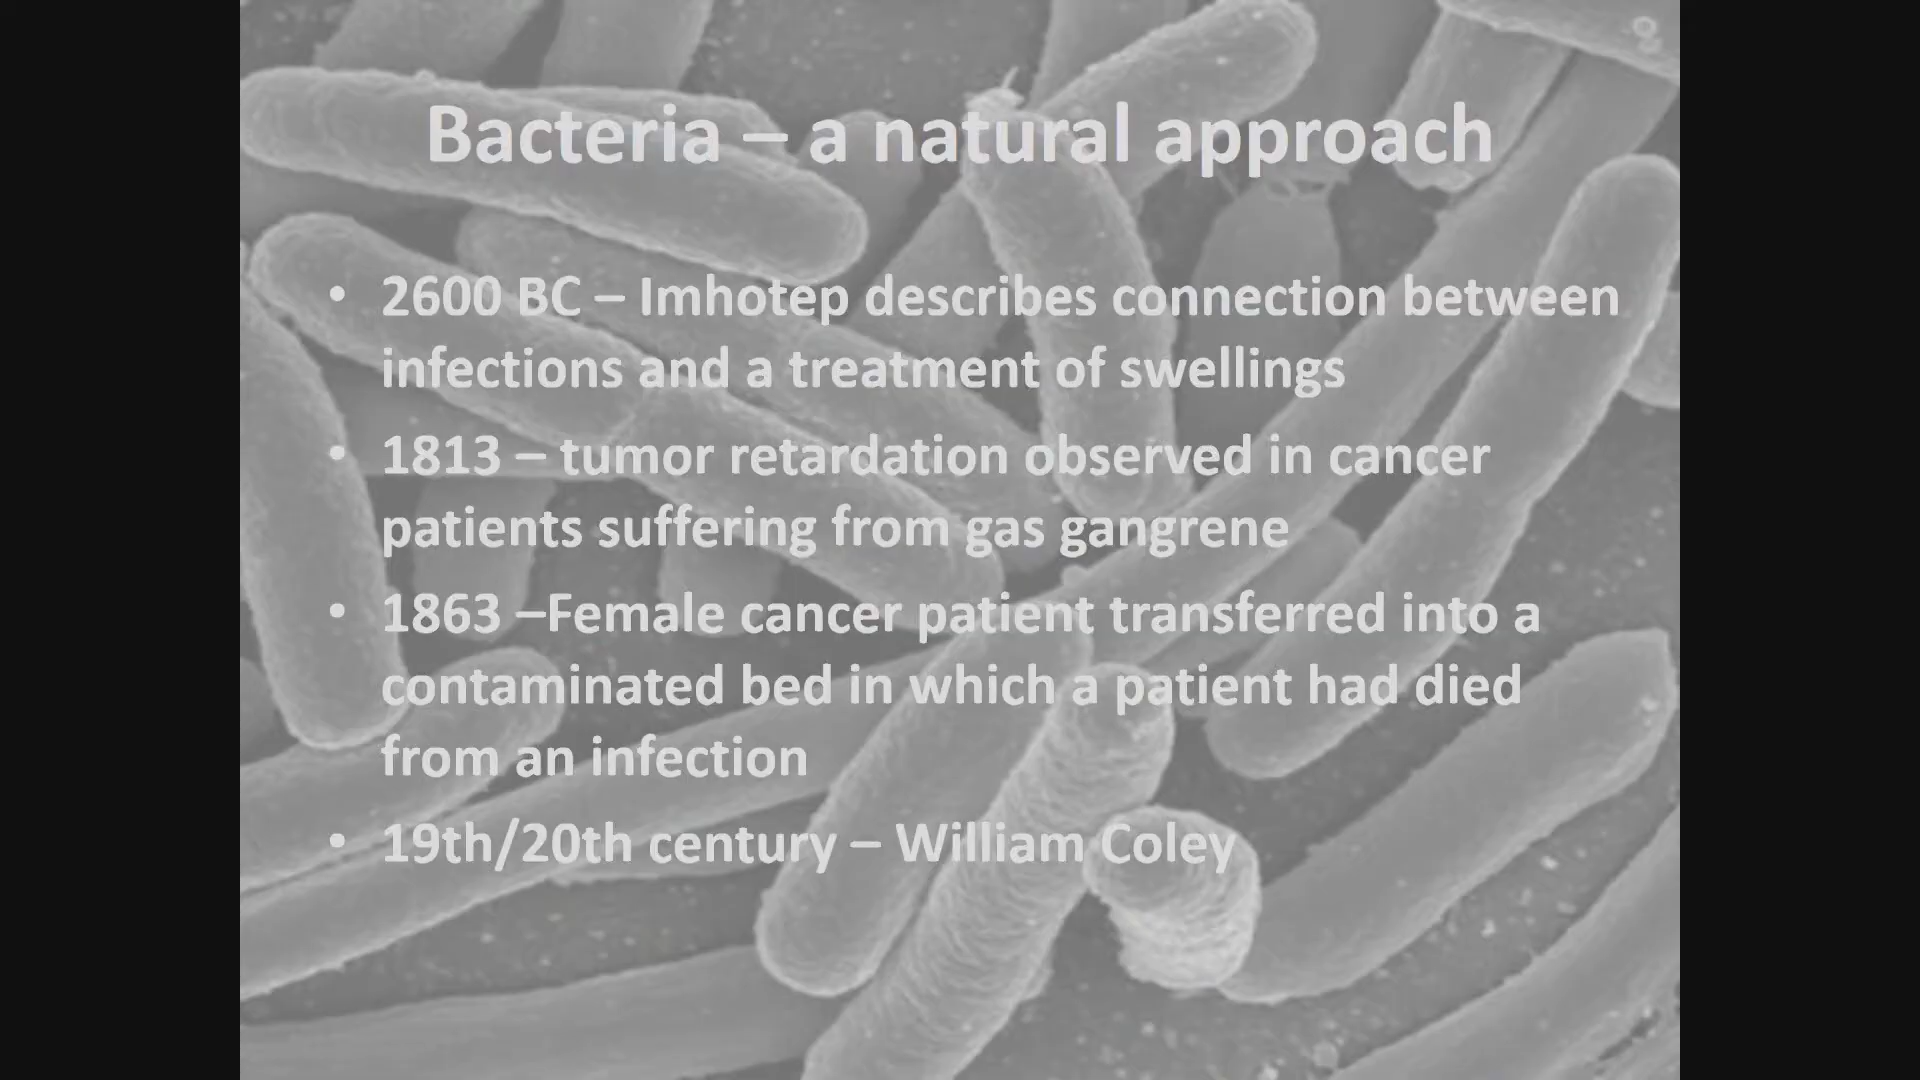 Bacteria – a natural approach
• 2600 BC – Imhotep describes connection between
infections and a treatment of swellings
• 1813 – tumor retardation observed in cancer
patients suffering from gas gangrene
• 1863 –Female cancer patient transferred into a
contaminated bed in which a patient had died
from an infection
• 19th/20th century – William Coley